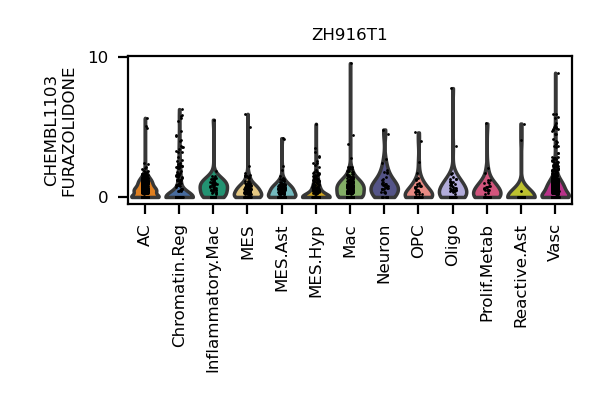 ZH916T1
CHEMBL1103
FURAZOLIDONE
10
0
AC
Chromatin.Reg
Inflammatory.Mac
MES
MES.Ast
MES.Hyp
Mac
Neuron
OPC
Oligo
Prolif.Metab
Reactive.Ast
Vasc